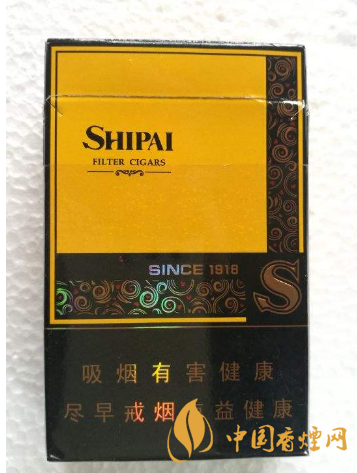 SHIPAI
FILTER CIGARS
SINCE 1918
S
吸烟有害健康
尽早戒烟有益健康
中国香烟网